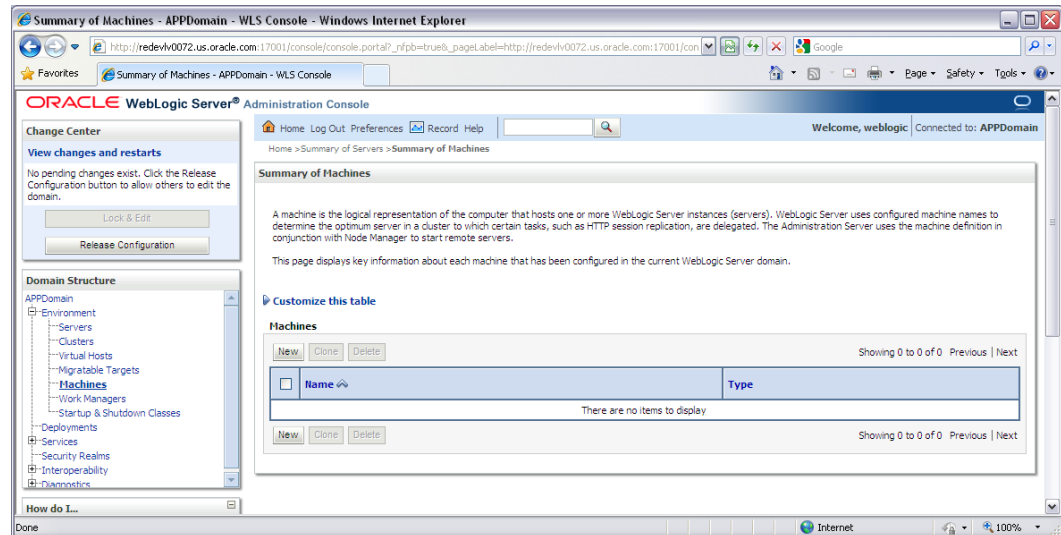 Summary of Machines - APPDomain - WLS Console - Windows Internet Explorer
http://redevlv0072.us.oracle.com:17001/console/console.portal?_nfpb=true&_pageLabel=http://redevlv0072.us.oracle.com:17001/con
Google
Favorites
Summary of Machines - APPDomain - WLS Console
Page Safety Tools
ORACLE WebLogic Server® Administration Console
Change Center
View changes and restarts
No pending changes exist. Click the Release
Configuration button to allow others to edit the
domain.
Lock & Edit
Release Configuration
Domain Structure
APPDomain
Environment
Servers
Clusters
Virtual Hosts
Migratable Targets
Machines
Work Managers
Startup & Shutdown Classes
Deployments
Services
Security Realms
Interoperability
Diagnostics
How do I...
Home Log Out Preferences Record Help
Welcome, weblogic Connected to: APPDomain
Home >Summary of Servers >Summary of Machines
Summary of Machines
A machine is the logical representation of the computer that hosts one or more WebLogic Server instances (servers). WebLogic Server uses configured machine names to
determine the optimum server in a cluster to which certain tasks, such as HTTP session replication, are delegated. The Administration Server uses the machine definition in
conjunction with Node Manager to start remote servers.
This page displays key information about each machine that has been configured in the current WebLogic Server domain.
Customize this table
Machines
New Clone Delete
Showing 0 to 0 of 0 Previous | Next
Name Type
There are no items to display
New Clone Delete
Showing 0 to 0 of 0 Previous | Next
Done
Internet
100%